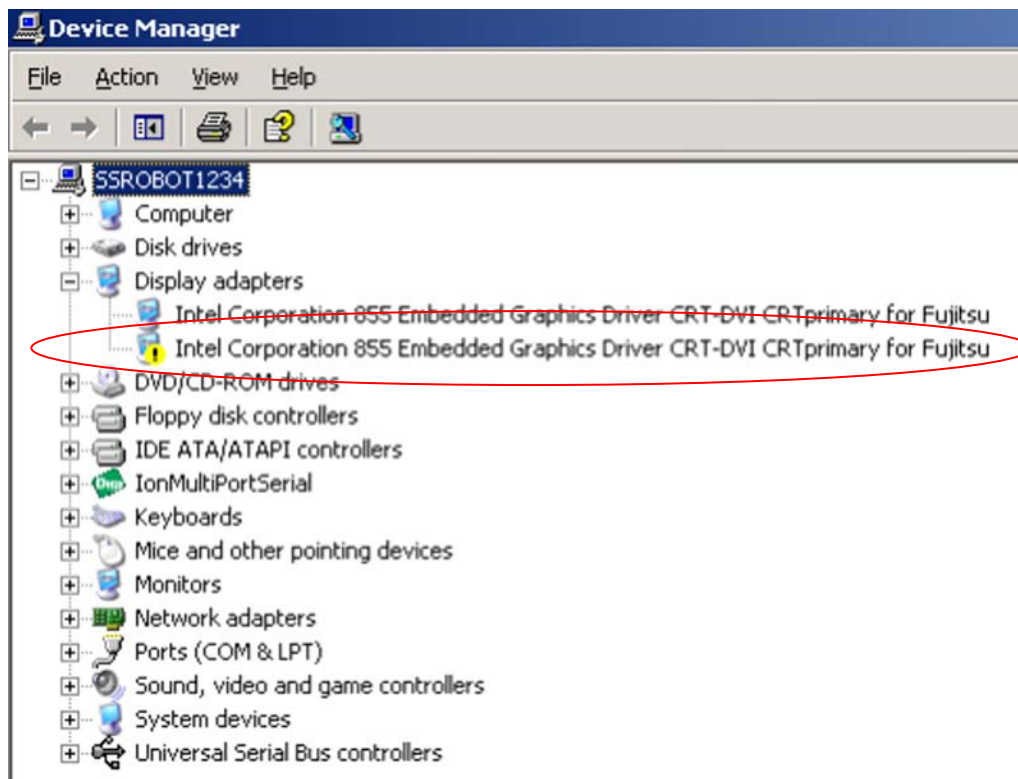 Device Manager
File Action View Help
SSROBOT1234
Computer
Disk drives
Display adapters
Intel Corporation 855 Embedded Graphics Driver CRT-DVI CRTprimary for Fujitsu
Intel Corporation 855 Embedded Graphics Driver CRT-DVI CRTprimary for Fujitsu
DVD/CD-ROM drives
Floppy disk controllers
IDE ATA/ATAPI controllers
IonMultiPortSerial
Keyboards
Mice and other pointing devices
Monitors
Network adapters
Ports (COM & LPT)
Sound, video and game controllers
System devices
Universal Serial Bus controllers